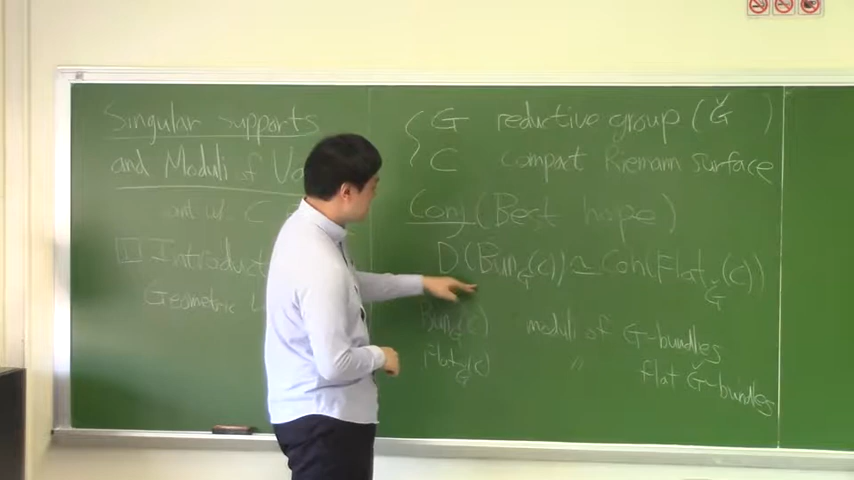 Singular supports
and Moduli of
1 Introduct
Geometric
{ G reductive group (Ǧ)
C compact Riemann surface,
Conj (Best hope)
D(Bun_G(C)) ≃ Coh(Flat_Ǧ(C))
Bun_G(C) moduli of G-bundles
Flat_Ǧ(C) " flat Ǧ-bundles